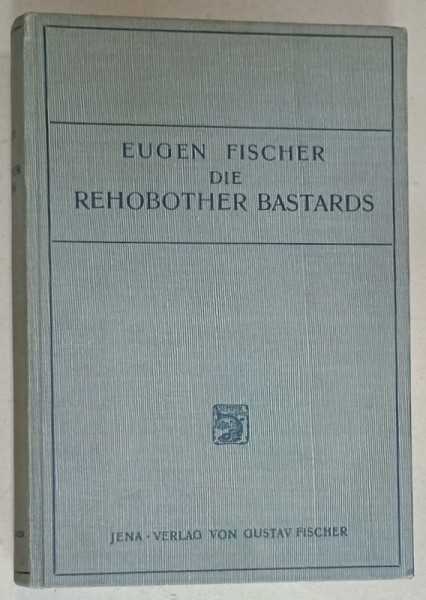 EUGEN FISCHER
DIE
REHOBOTHER BASTARDS
JENA · VERLAG VON GUSTAV FISCHER